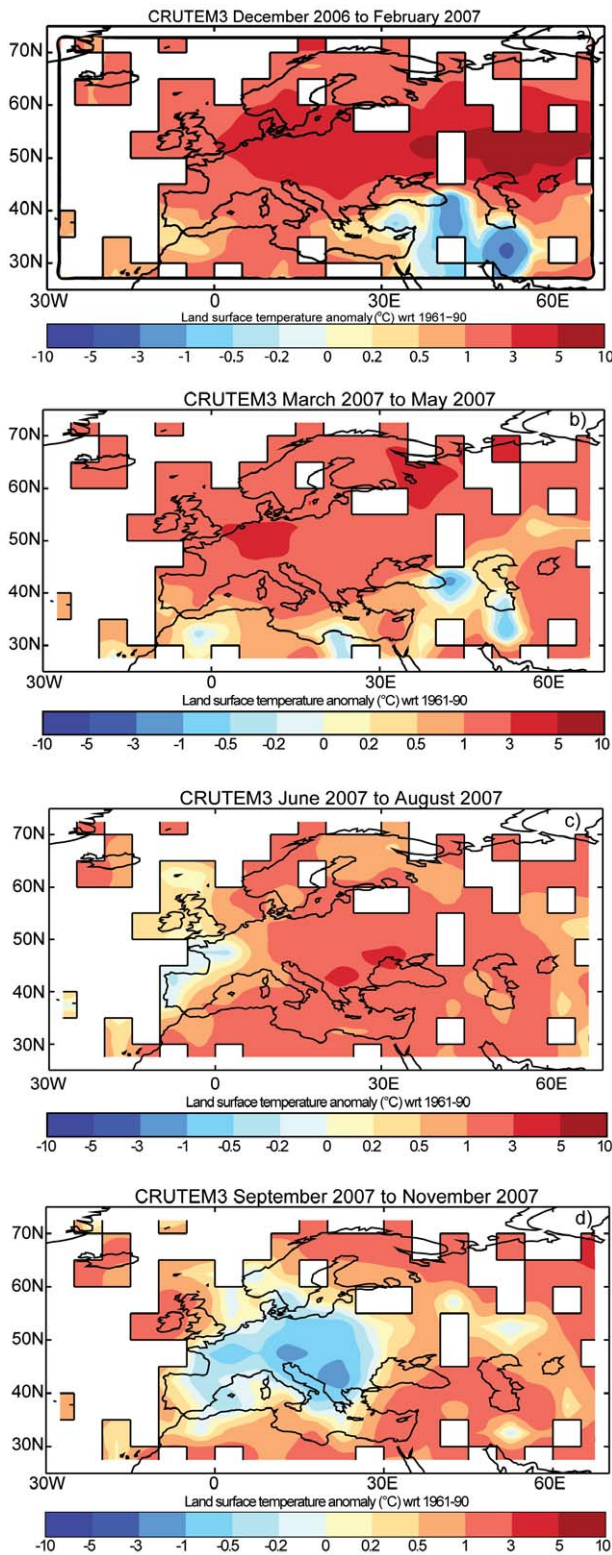 CRUTEM3 December 2006 to February 2007
a)
70N
60N
50N
40N
30N
30W 0 30E 60E
Land surface temperature anomaly (°C) wrt 1961−90
-10 -5 -3 -1 -0.5 -0.2 0 0.2 0.5 1 3 5 10
CRUTEM3 March 2007 to May 2007
b)
70N
60N
50N
40N
30N
30W 0 30E 60E
Land surface temperature anomaly (°C) wrt 1961-90
-10 -5 -3 -1 -0.5 -0.2 0 0.2 0.5 1 3 5 10
CRUTEM3 June 2007 to August 2007
c)
70N
60N
50N
40N
30N
30W 0 30E 60E
Land surface temperature anomaly (°C) wrt 1961-90
-10 -5 -3 -1 -0.5 -0.2 0 0.2 0.5 1 3 5 10
CRUTEM3 September 2007 to November 2007
d)
70N
60N
50N
40N
30N
30W 0 30E 60E
Land surface temperature anomaly (°C) wrt 1961-90
-10 -5 -3 -1 -0.5 -0.2 0 0.2 0.5 1 3 5 10